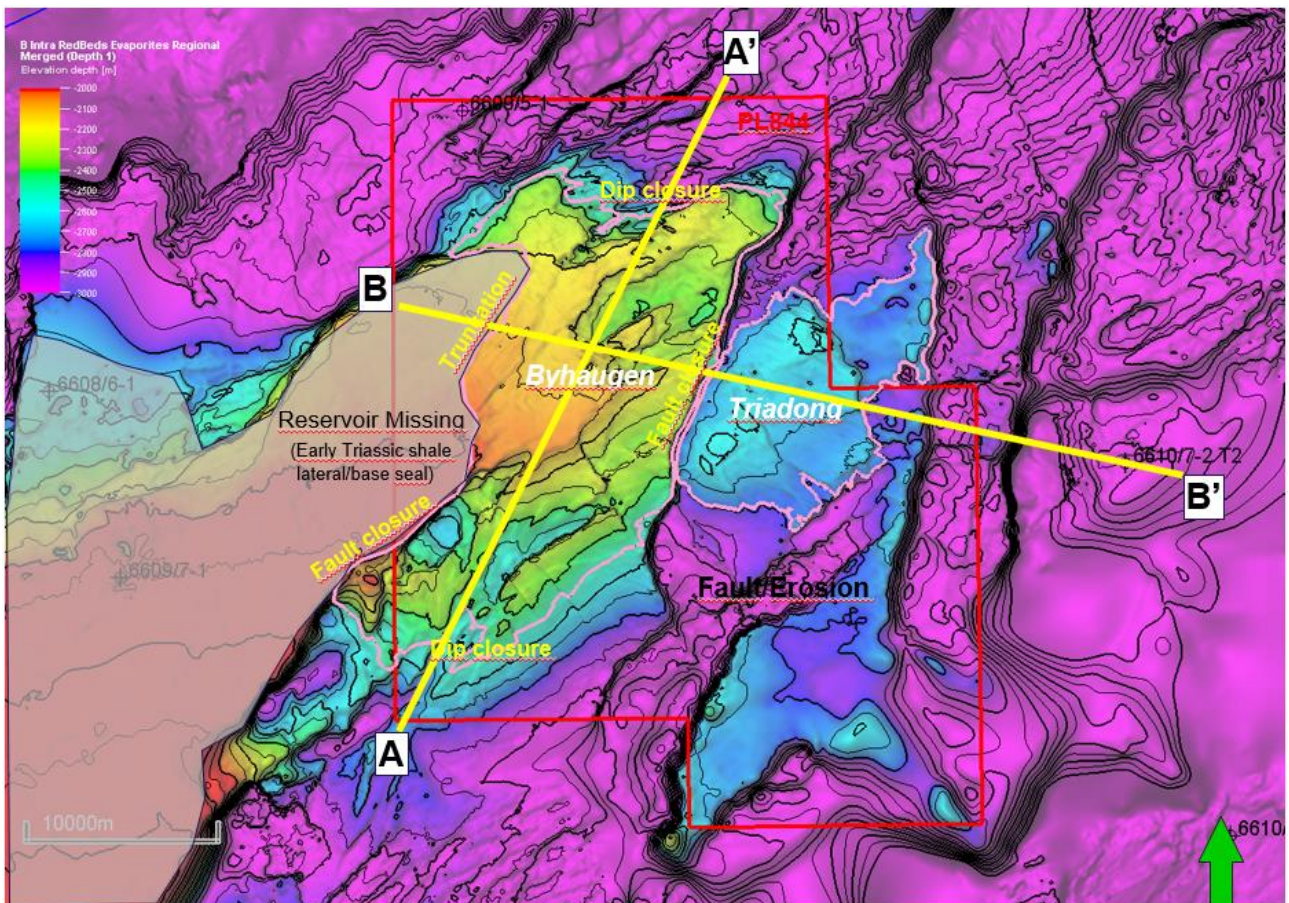 B Intra RedBeds Evaporites Regional
Merged (Depth 1)
Elevation depth [m]
-2000
-2100
-2200
-2300
-2400
-2500
-2600
-2700
-2800
-2900
-3000
A'
6609/5-1
PL844
Dip closure
B
Truncation
Byhaugen
Fault closure
Triadong
6608/6-1
Reservoir Missing
(Early Triassic shale
lateral/base seal)
6610/7-2 T2
B'
Fault closure
6609/7-1
Fault/Erosion
Dip closure
A
10000m
6610/